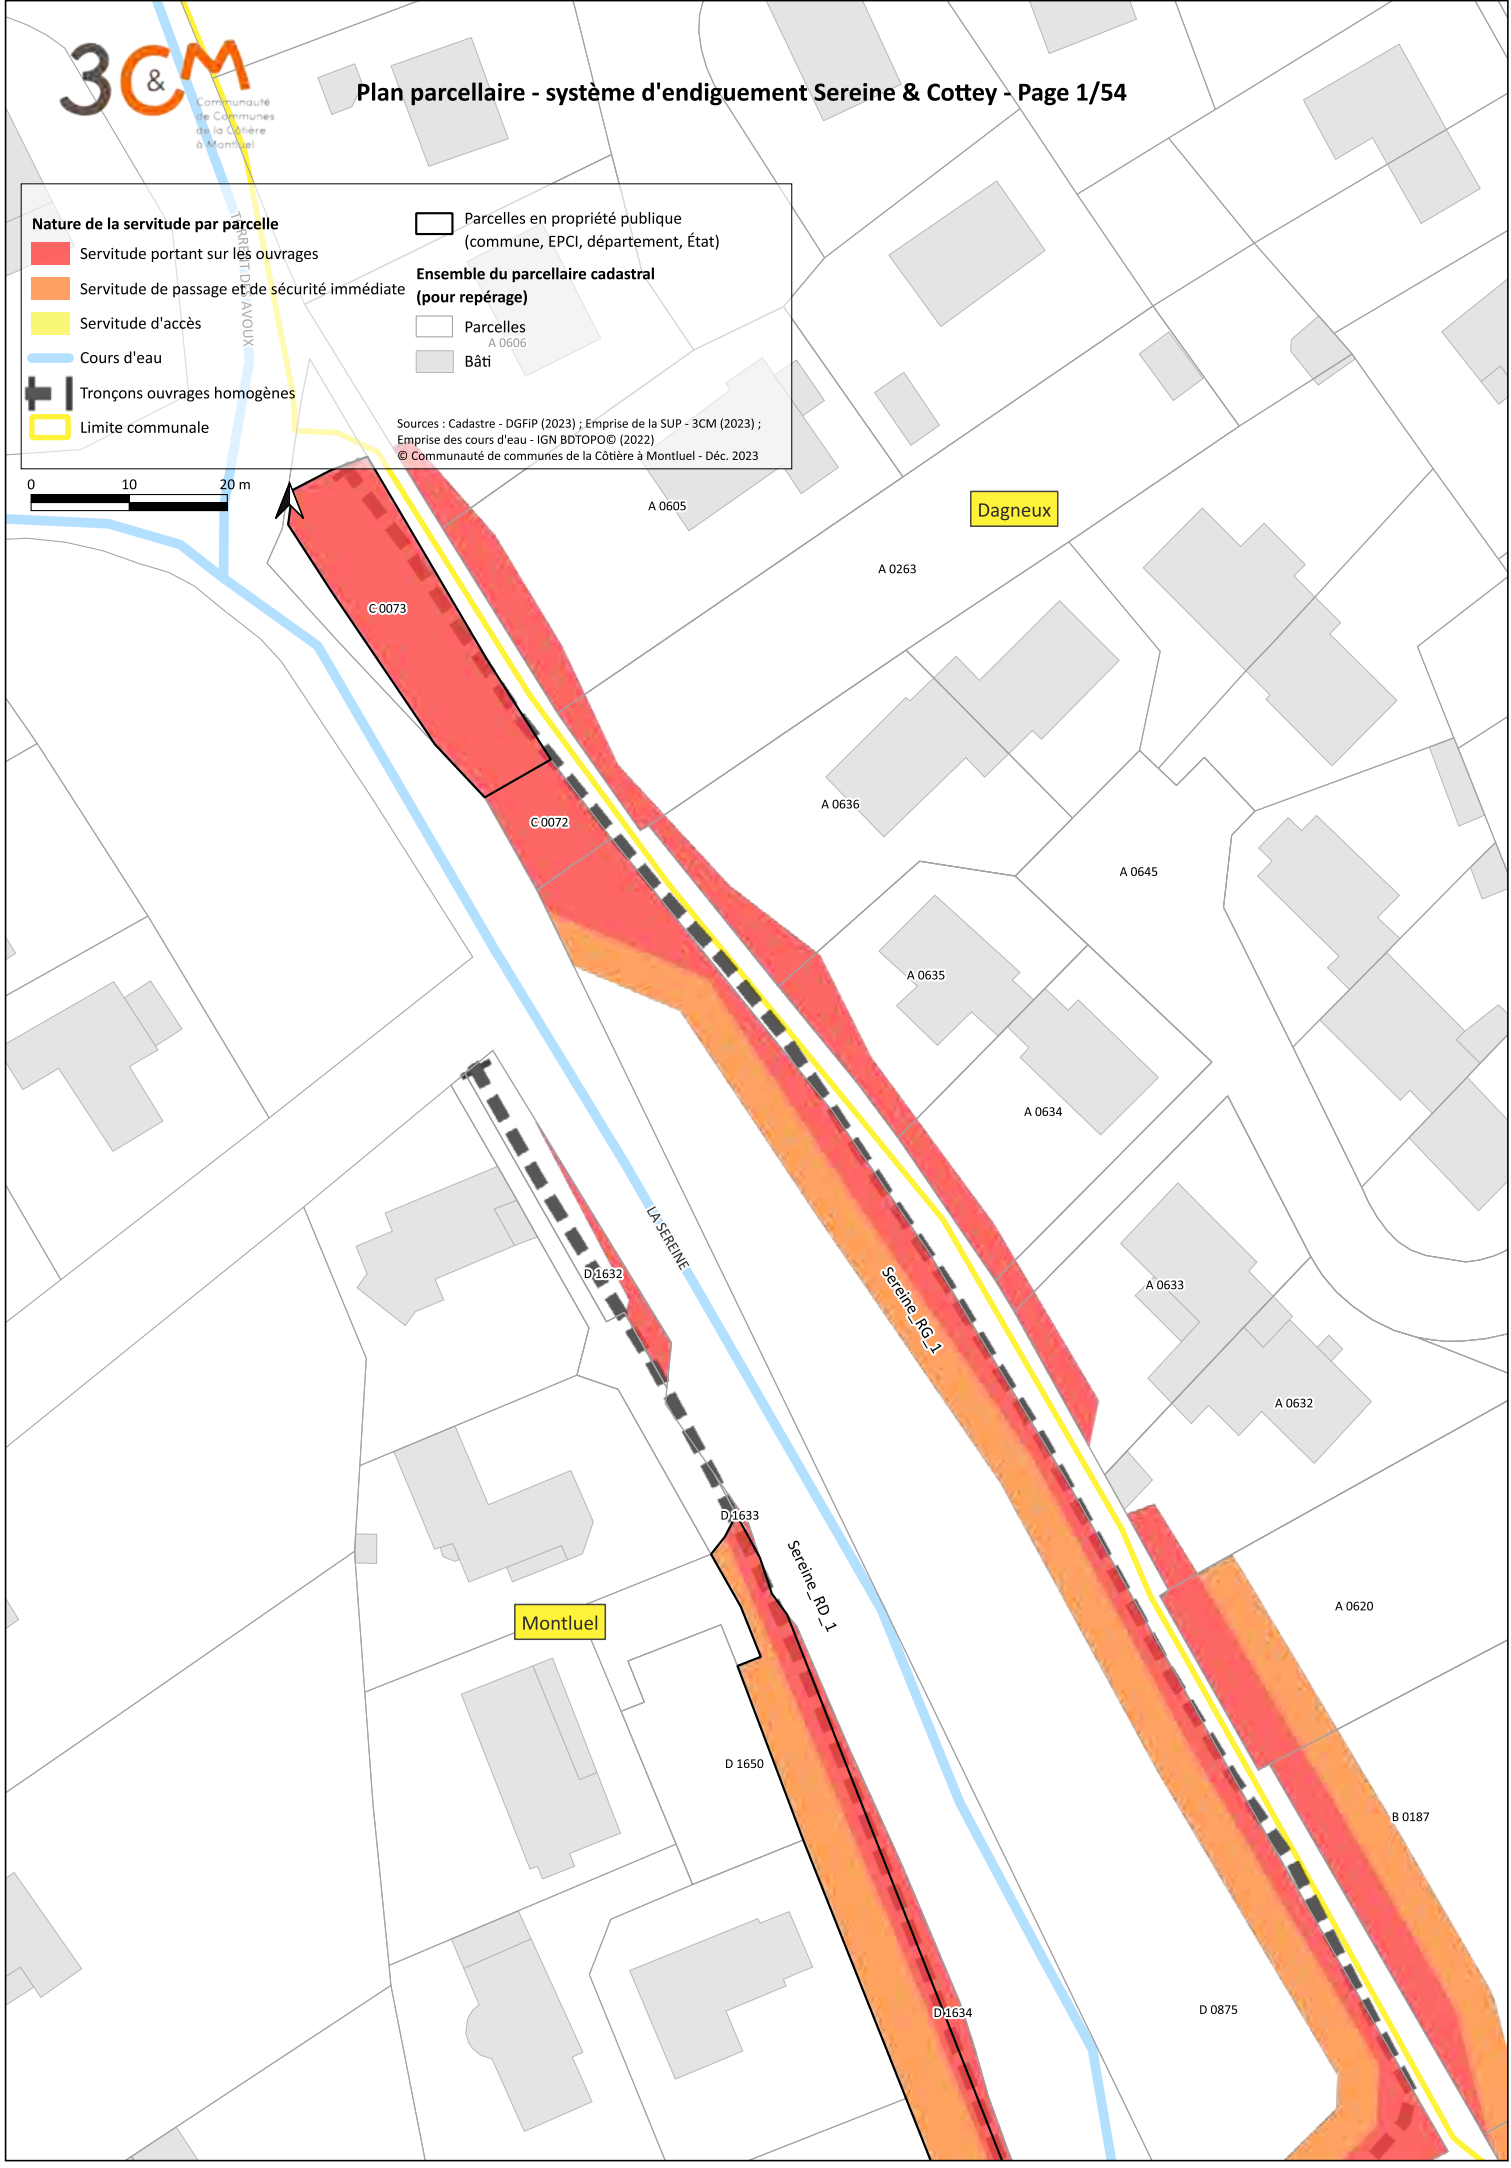 3C&M
Communauté
de Communes
de la Côtière
à Montluel
Plan parcellaire - système d'endiguement Sereine & Cottey - Page 1/54
Nature de la servitude par parcelle
Servitude portant sur les ouvrages
Servitude de passage et de sécurité immédiate
Servitude d'accès
Cours d'eau
Tronçons ouvrages homogènes
Limite communale
Parcelles en propriété publique
(commune, EPCI, département, État)
Ensemble du parcellaire cadastral
(pour repérage)
Parcelles
A 0606
Bâti
Sources : Cadastre - DGFiP (2023) ; Emprise de la SUP - 3CM (2023) ;
Emprise des cours d'eau - IGN BDTOPO© (2022)
© Communauté de communes de la Côtière à Montluel - Déc. 2023
TORRENT DES AVOUX
0 10 20 m
A 0605
Dagneux
A 0263
C 0073
A 0636
C 0072
A 0645
A 0635
A 0634
LA SEREINE
D 1632
A 0633
Sereine_RG_1
A 0632
D 1633
Sereine_RD_1
A 0620
Montluel
D 1650
B 0187
D 1634
D 0875